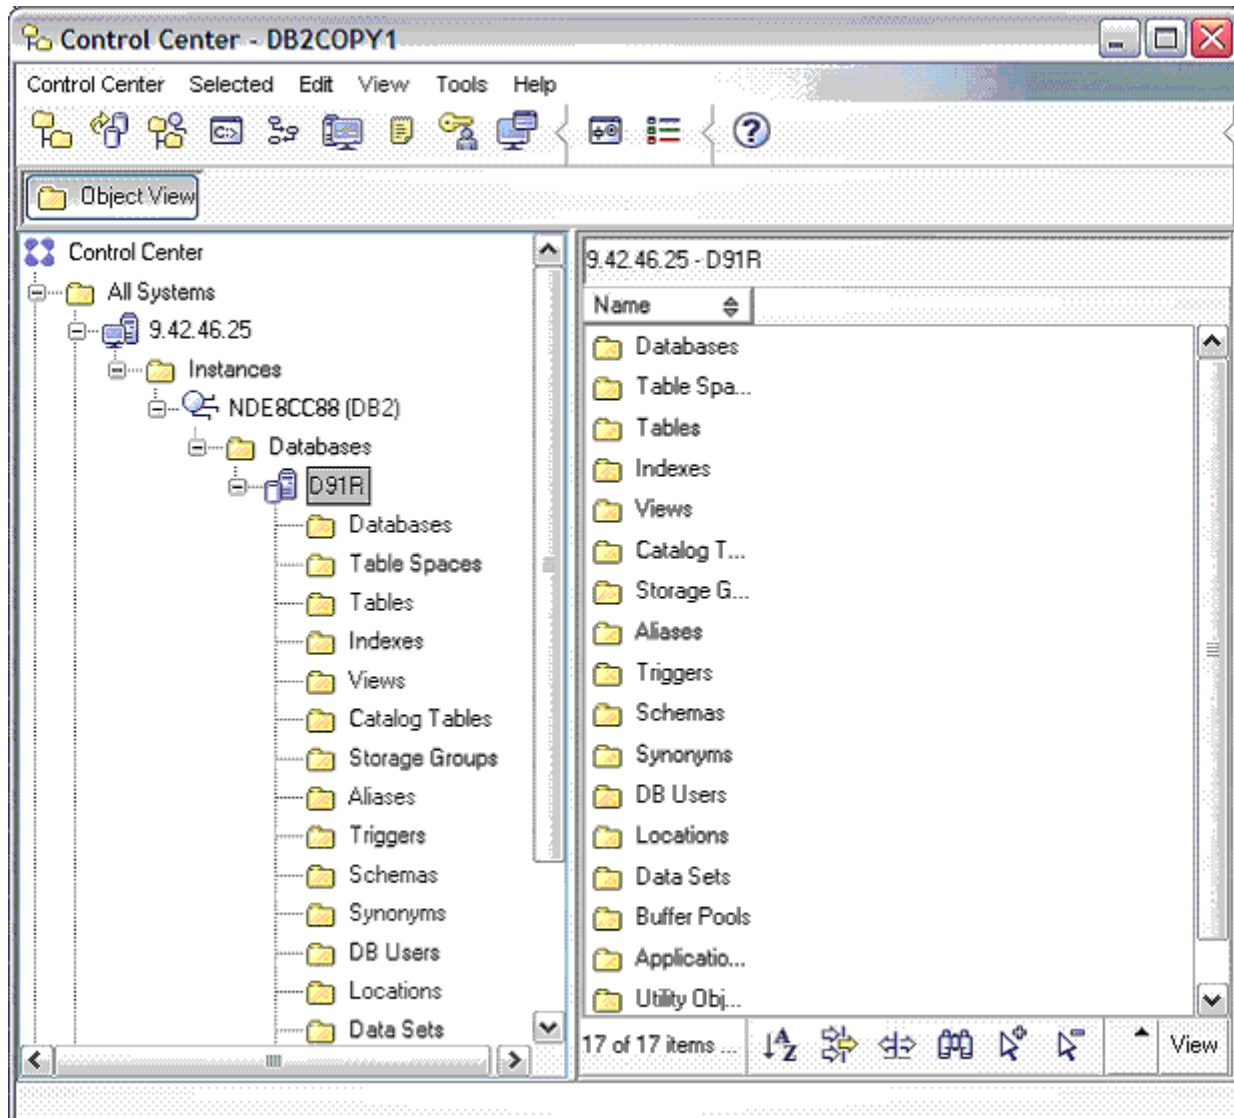 Control Center - DB2COPY1
Control Center Selected Edit View Tools Help
Object View
Control Center
All Systems
9.42.46.25
Instances
NDE8CC88 (DB2)
Databases
D91R
Databases
Table Spaces
Tables
Indexes
Views
Catalog Tables
Storage Groups
Aliases
Triggers
Schemas
Synonyms
DB Users
Locations
Data Sets
9.42.46.25 - D91R
Name
Databases
Table Spa...
Tables
Indexes
Views
Catalog T...
Storage G...
Aliases
Triggers
Schemas
Synonyms
DB Users
Locations
Data Sets
Buffer Pools
Applicatio...
Utility Obj...
17 of 17 items ...
View